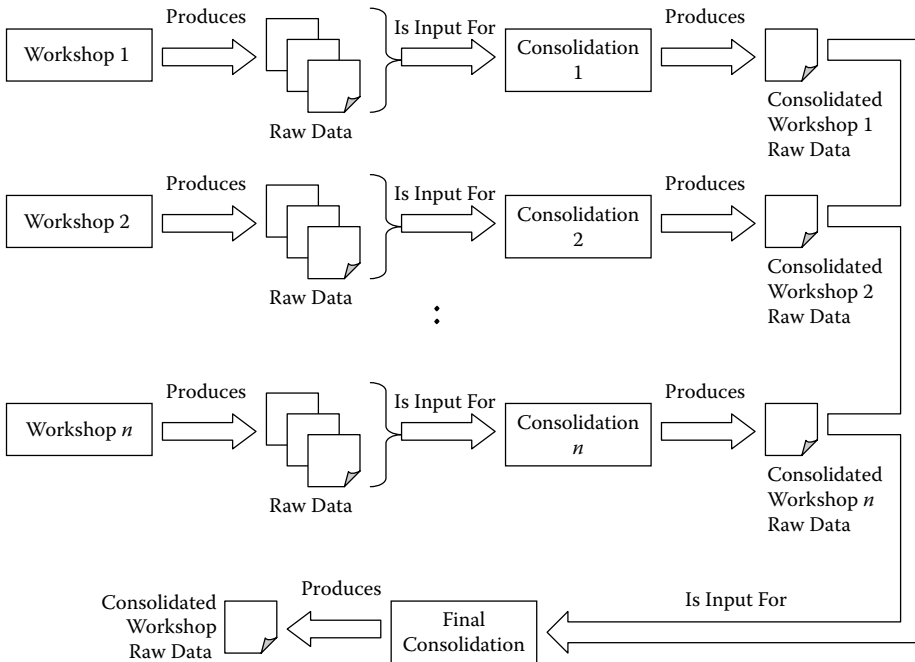 Produces
Is Input For
Produces
Workshop 1
Consolidation
1
Raw Data
Consolidated
Workshop 1
Raw Data
Produces
Is Input For
Produces
Workshop 2
Consolidation
2
Raw Data
Consolidated
Workshop 2
Raw Data
:
Produces
Is Input For
Produces
Workshop n
Consolidation
n
Raw Data
Consolidated
Workshop n
Raw Data
Consolidated
Workshop
Raw Data
Produces
Final
Consolidation
Is Input For